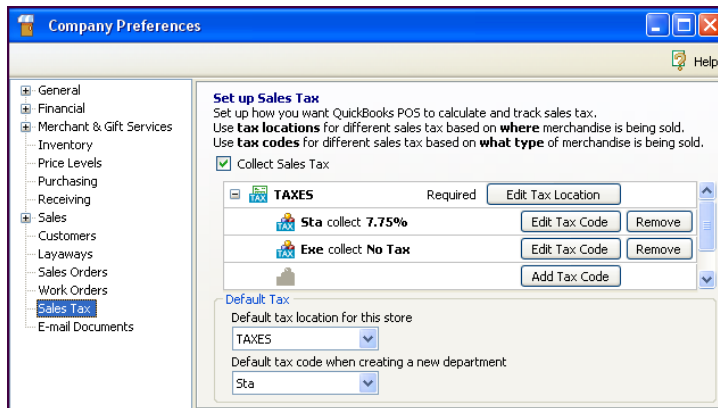 Company Preferences
Help
General
Financial
Merchant & Gift Services
Inventory
Price Levels
Purchasing
Receiving
Sales
Customers
Layaways
Sales Orders
Work Orders
Sales Tax
E-mail Documents
Set up Sales Tax
Set up how you want QuickBooks POS to calculate and track sales tax.
Use tax locations for different sales tax based on where merchandise is being sold.
Use tax codes for different sales tax based on what type of merchandise is being sold.
Collect Sales Tax
TAX TAXES Required Edit Tax Location
TAX Sta collect 7.75% Edit Tax Code Remove
TAX Exe collect No Tax Edit Tax Code Remove
Add Tax Code
Default Tax
Default tax location for this store
TAXES
Default tax code when creating a new department
Sta